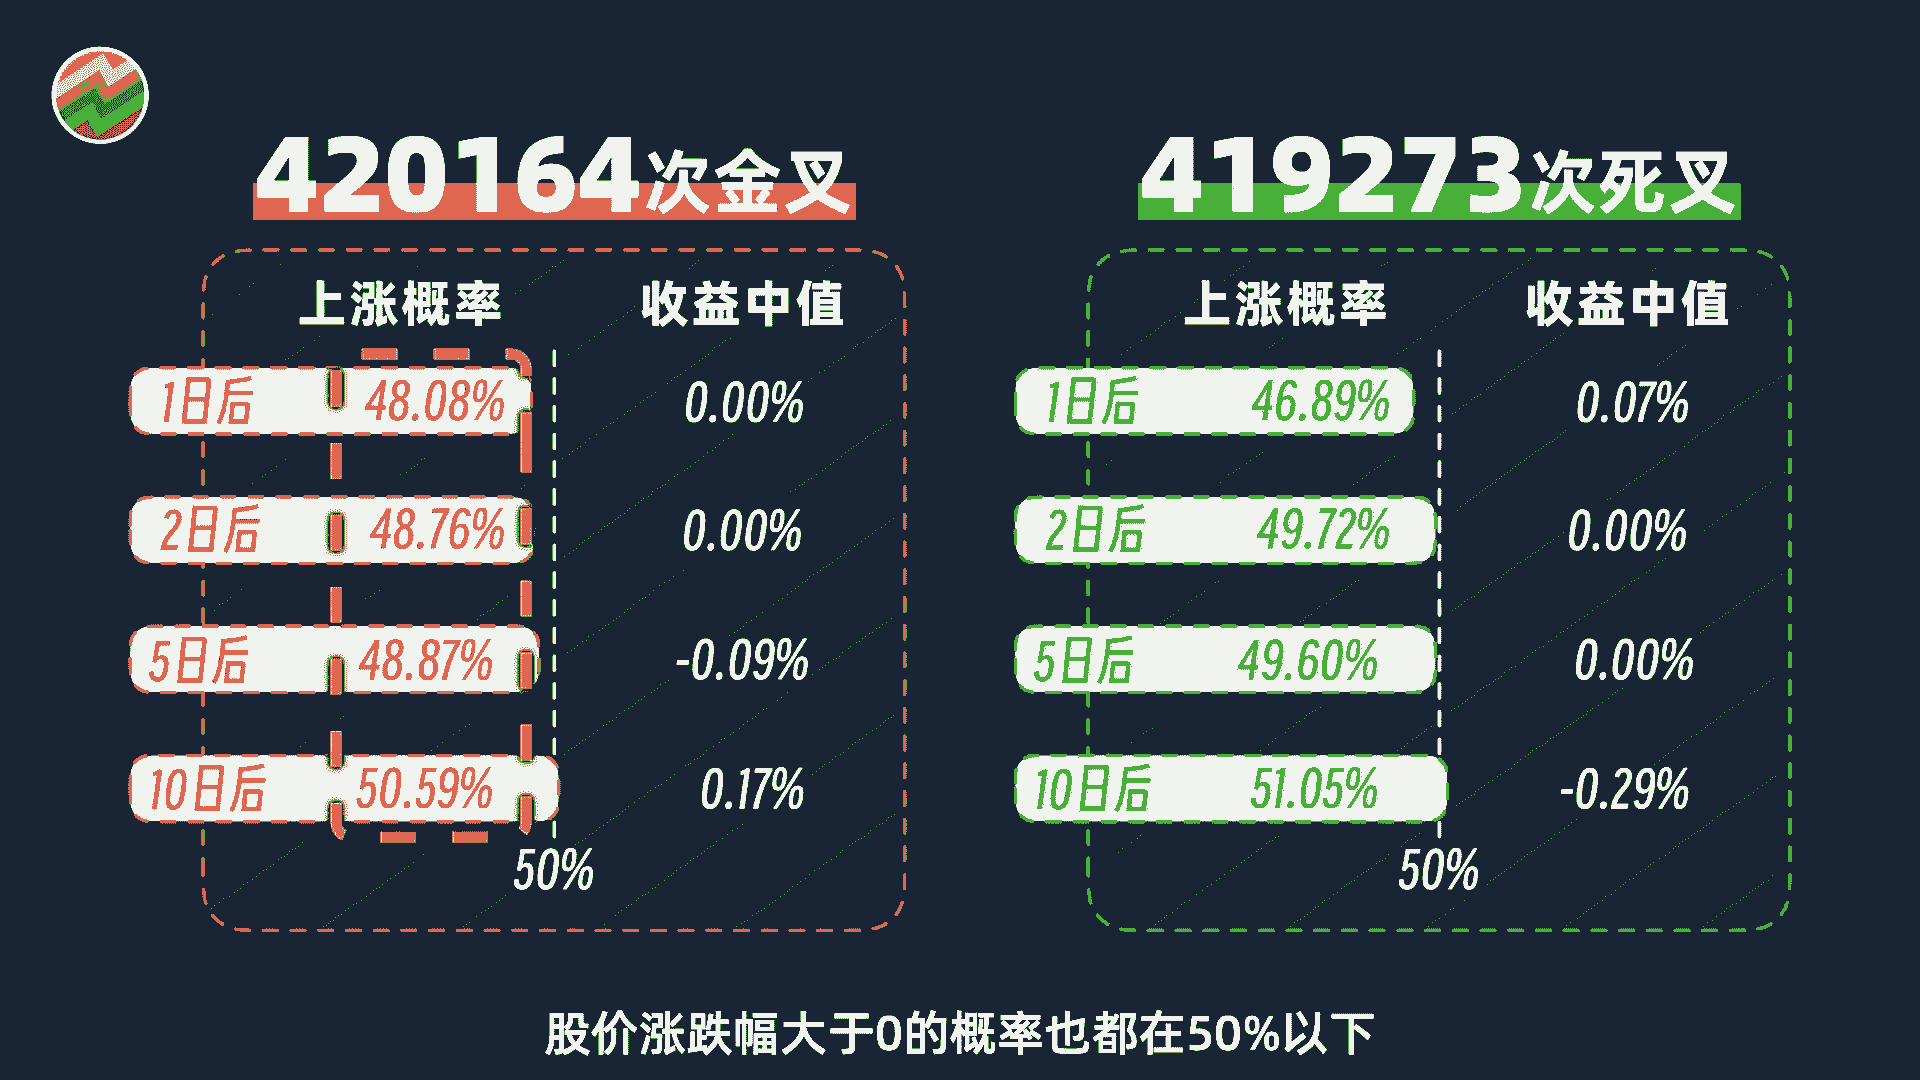 420164次金叉
上涨概率 收益中值
1日后 48.08% 0.00%
2日后 48.76% 0.00%
5日后 48.87% -0.09%
10日后 50.59% 0.17%
50%
419273次死叉
上涨概率 收益中值
1日后 46.89% 0.07%
2日后 49.72% 0.00%
5日后 49.60% 0.00%
10日后 51.05% -0.29%
50%
股价涨跌幅大于0的概率也都在50%以下